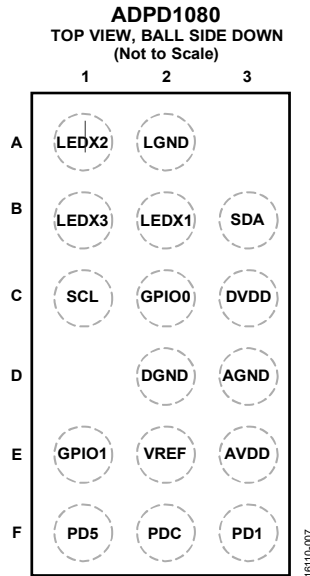 ADPD1080
TOP VIEW, BALL SIDE DOWN
(Not to Scale)
1 2 3
A LEDX2 LGND
B LEDX3 LEDX1 SDA
C SCL GPIO0 DVDD
D DGND AGND
E GPIO1 VREF AVDD
F PD5 PDC PD1
16110-007